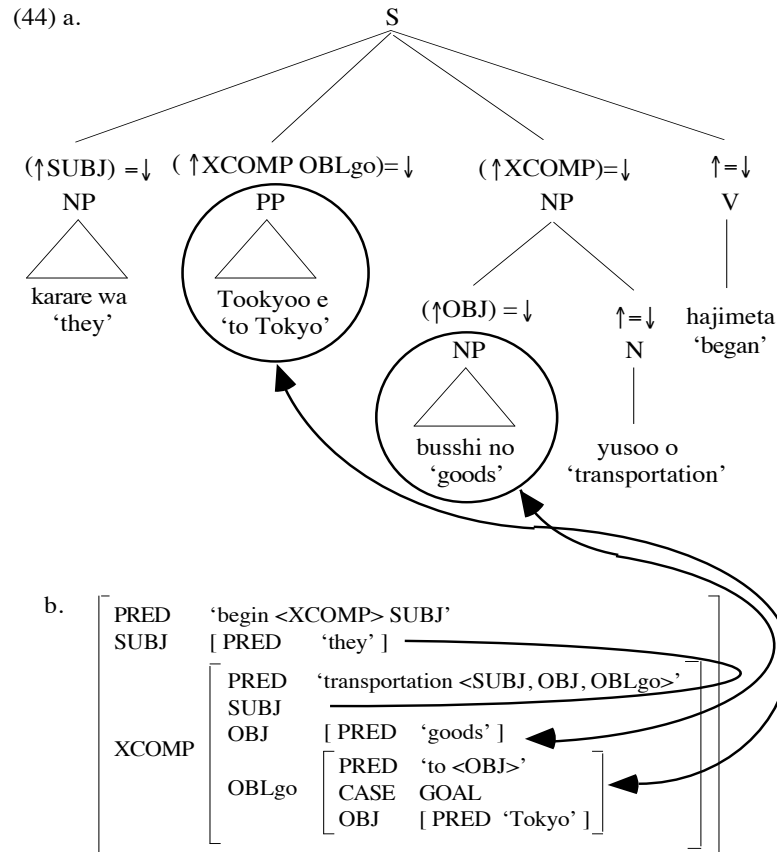 (44) a. S
(↑SUBJ) =↓ (↑XCOMP OBLgo)=↓ (↑XCOMP)=↓ ↑=↓
NP PP NP V
karare wa Tookyoo e (↑OBJ) =↓ ↑=↓ hajimeta
‘they’ ‘to Tokyo’ NP N ‘began’
busshi no yusoo o
‘goods’ ‘transportation’
b. PRED ‘begin <XCOMP> SUBJ’
SUBJ [ PRED ‘they’ ]
PRED ‘transportation <SUBJ, OBJ, OBLgo>’
SUBJ
OBJ [ PRED ‘goods’ ]
XCOMP
PRED ‘to <OBJ>’
OBLgo CASE GOAL
OBJ [ PRED ‘Tokyo’ ]